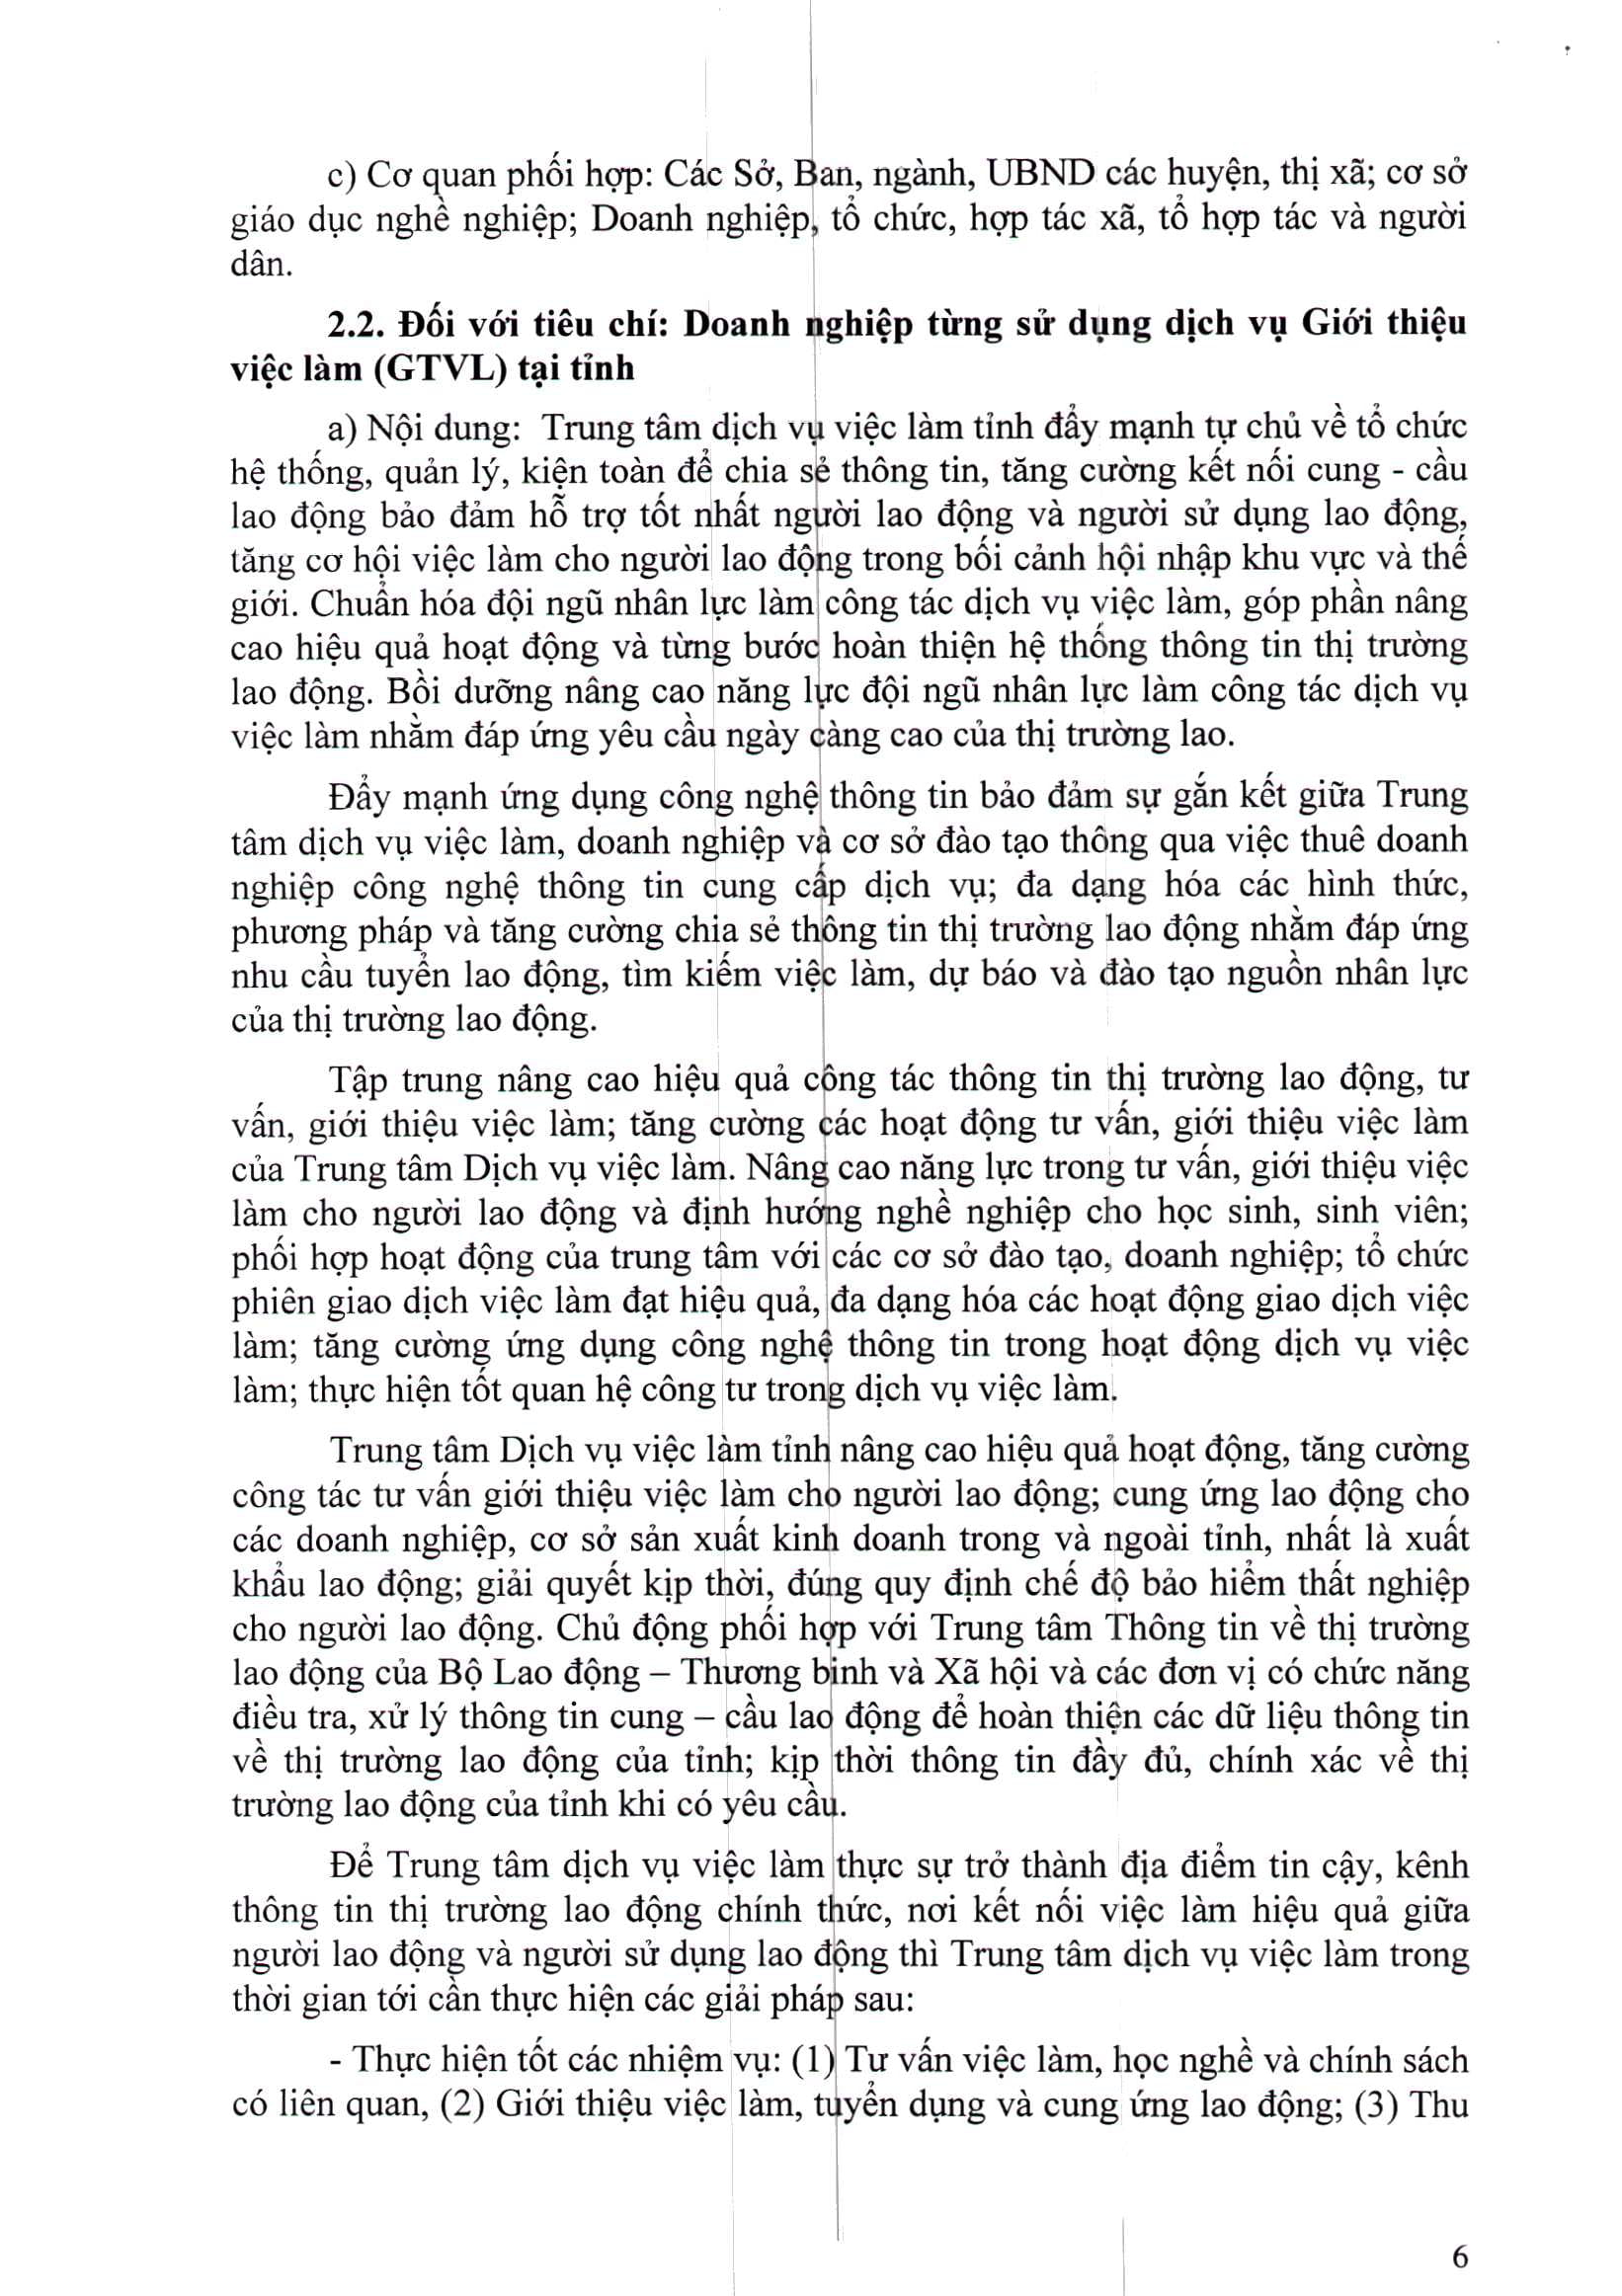 c) Cơ quan phối hợp: Các Sở, Ban, ngành, UBND các huyện, thị xã; cơ sở
giáo dục nghề nghiệp; Doanh nghiệp, tổ chức, hợp tác xã, tổ hợp tác và người
dân.
2.2. Đối với tiêu chí: Doanh nghiệp từng sử dụng dịch vụ Giới thiệu
việc làm (GTVL) tại tỉnh
a) Nội dung: Trung tâm dịch vụ việc làm tỉnh đẩy mạnh tự chủ về tổ chức
hệ thống, quản lý, kiện toàn để chia sẻ thông tin, tăng cường kết nối cung - cầu
lao động bảo đảm hỗ trợ tốt nhất người lao động và người sử dụng lao động,
tăng cơ hội việc làm cho người lao động trong bối cảnh hội nhập khu vực và thế
giới. Chuẩn hóa đội ngũ nhân lực làm công tác dịch vụ việc làm, góp phần nâng
cao hiệu quả hoạt động và từng bước hoàn thiện hệ thống thông tin thị trường
lao động. Bồi dưỡng nâng cao năng lực đội ngũ nhân lực làm công tác dịch vụ
việc làm nhằm đáp ứng yêu cầu ngày càng cao của thị trường lao.
Đẩy mạnh ứng dụng công nghệ thông tin bảo đảm sự gắn kết giữa Trung
tâm dịch vụ việc làm, doanh nghiệp và cơ sở đào tạo thông qua việc thuê doanh
nghiệp công nghệ thông tin cung cấp dịch vụ; đa dạng hóa các hình thức,
phương pháp và tăng cường chia sẻ thông tin thị trường lao động nhằm đáp ứng
nhu cầu tuyển lao động, tìm kiếm việc làm, dự báo và đào tạo nguồn nhân lực
của thị trường lao động.
Tập trung nâng cao hiệu quả công tác thông tin thị trường lao động, tư
vấn, giới thiệu việc làm; tăng cường các hoạt động tư vấn, giới thiệu việc làm
của Trung tâm Dịch vụ việc làm. Nâng cao năng lực trong tư vấn, giới thiệu việc
làm cho người lao động và định hướng nghề nghiệp cho học sinh, sinh viên;
phối hợp hoạt động của trung tâm với các cơ sở đào tạo, doanh nghiệp; tổ chức
phiên giao dịch việc làm đạt hiệu quả, đa dạng hóa các hoạt động giao dịch việc
làm; tăng cường ứng dụng công nghệ thông tin trong hoạt động dịch vụ việc
làm; thực hiện tốt quan hệ công tư trong dịch vụ việc làm.
Trung tâm Dịch vụ việc làm tỉnh nâng cao hiệu quả hoạt động, tăng cường
công tác tư vấn giới thiệu việc làm cho người lao động; cung ứng lao động cho
các doanh nghiệp, cơ sở sản xuất kinh doanh trong và ngoài tỉnh, nhất là xuất
khẩu lao động; giải quyết kịp thời, đúng quy định chế độ bảo hiểm thất nghiệp
cho người lao động. Chủ động phối hợp với Trung tâm Thông tin về thị trường
lao động của Bộ Lao động – Thương binh và Xã hội và các đơn vị có chức năng
điều tra, xử lý thông tin cung – cầu lao động để hoàn thiện các dữ liệu thông tin
về thị trường lao động của tỉnh; kịp thời thông tin đầy đủ, chính xác về thị
trường lao động của tỉnh khi có yêu cầu.
Để Trung tâm dịch vụ việc làm thực sự trở thành địa điểm tin cậy, kênh
thông tin thị trường lao động chính thức, nơi kết nối việc làm hiệu quả giữa
người lao động và người sử dụng lao động thì Trung tâm dịch vụ việc làm trong
thời gian tới cần thực hiện các giải pháp sau:
- Thực hiện tốt các nhiệm vụ: (1) Tư vấn việc làm, học nghề và chính sách
có liên quan, (2) Giới thiệu việc làm, tuyển dụng và cung ứng lao động; (3) Thu
6